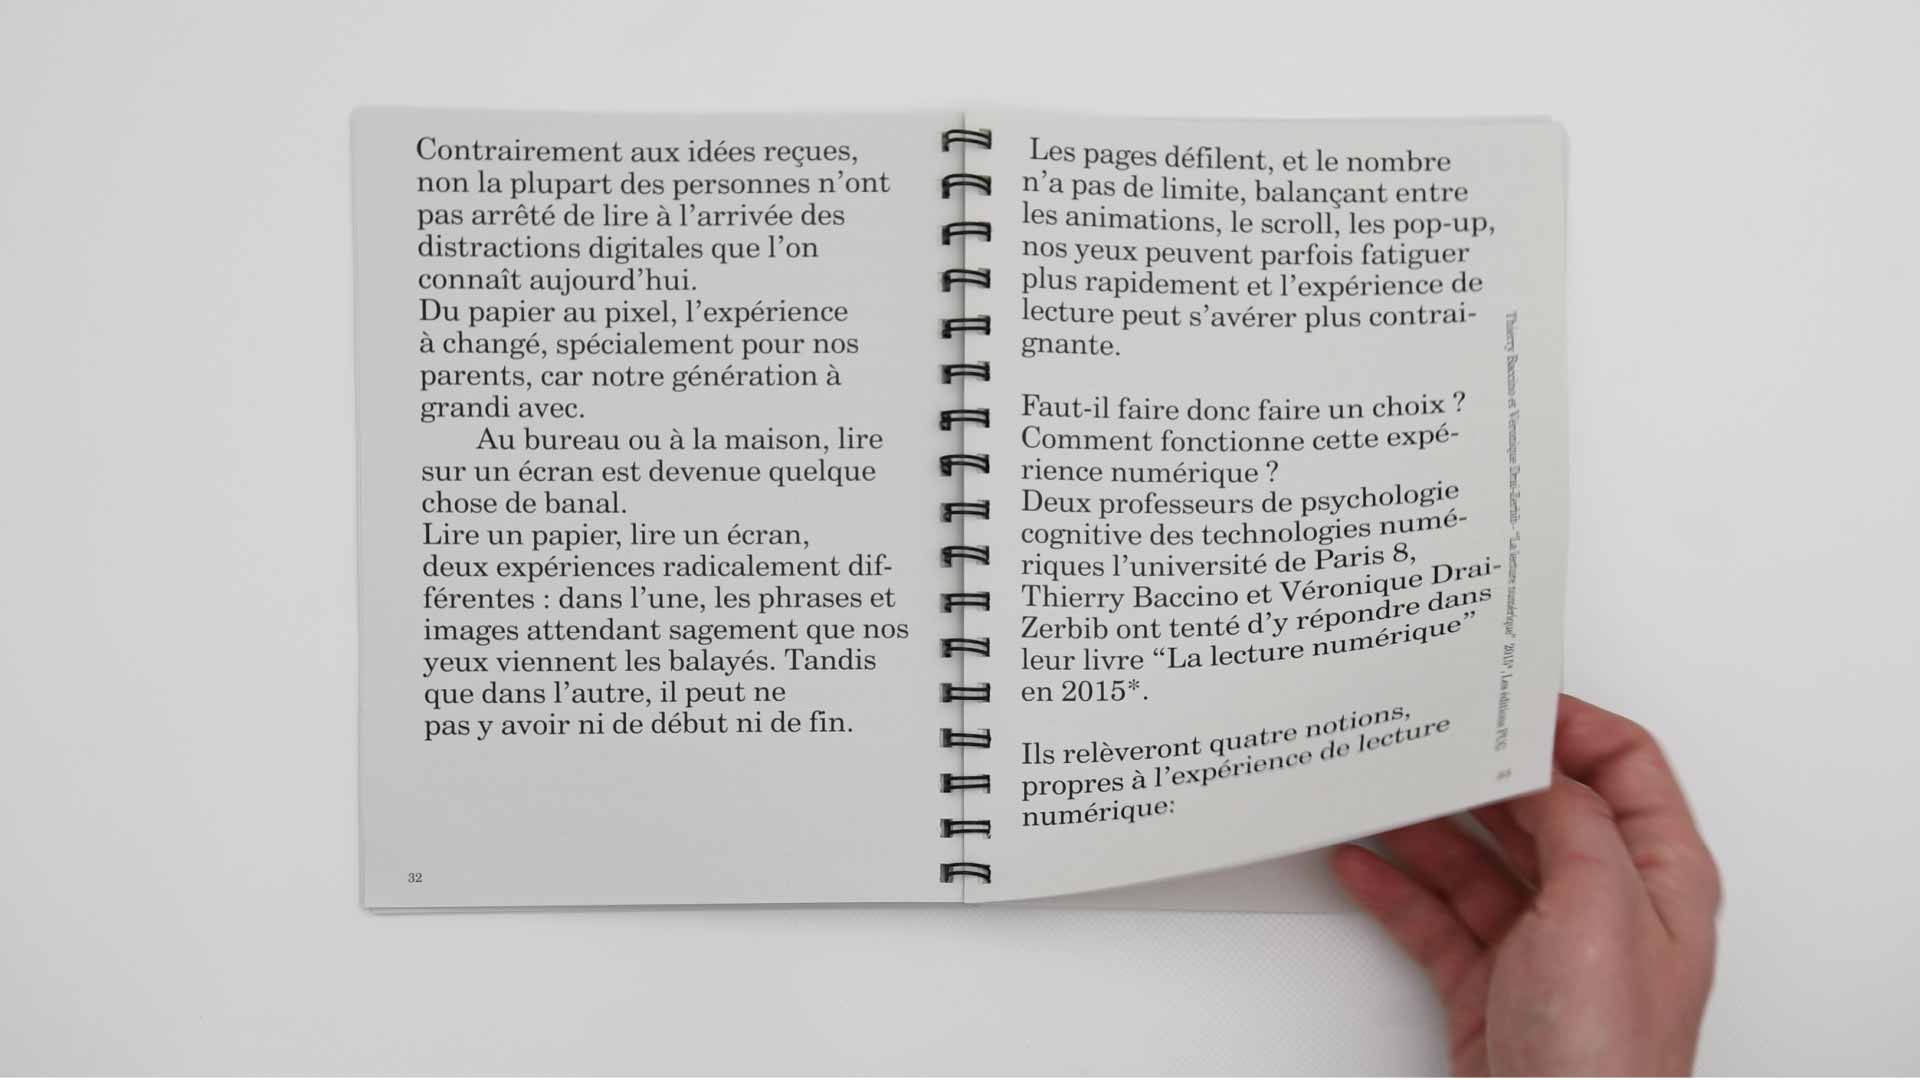 Contrairement aux idées reçues,
non la plupart des personnes n’ont
pas arrêté de lire à l’arrivée des
distractions digitales que l’on
connaît aujourd’hui.
Du papier au pixel, l’expérience
à changé, spécialement pour nos
parents, car notre génération à
grandi avec.
Au bureau ou à la maison, lire
sur un écran est devenue quelque
chose de banal.
Lire un papier, lire un écran,
deux expériences radicalement dif-
férentes : dans l’une, les phrases et
images attendant sagement que nos
yeux viennent les balayés. Tandis
que dans l’autre, il peut ne
pas y avoir ni de début ni de fin.
32
Les pages défilent, et le nombre
n’a pas de limite, balançant entre
les animations, le scroll, les pop-up,
nos yeux peuvent parfois fatiguer
plus rapidement et l’expérience de
lecture peut s’avérer plus contrai-
gnante.
Faut-il faire donc faire un choix ?
Comment fonctionne cette expé-
rience numérique ?
Deux professeurs de psychologie
cognitive des technologies numé-
riques l’université de Paris 8,
Thierry Baccino et Véronique Drai-
Zerbib ont tenté d’y répondre dans
leur livre “La lecture numérique”
en 2015*.
Ils relèveront quatre notions,
propres à l’expérience de lecture
numérique:
Thierry Baccino et Véronique Drai-Zerbib - “La lecture numérique” 2015*, Les éditions PUG